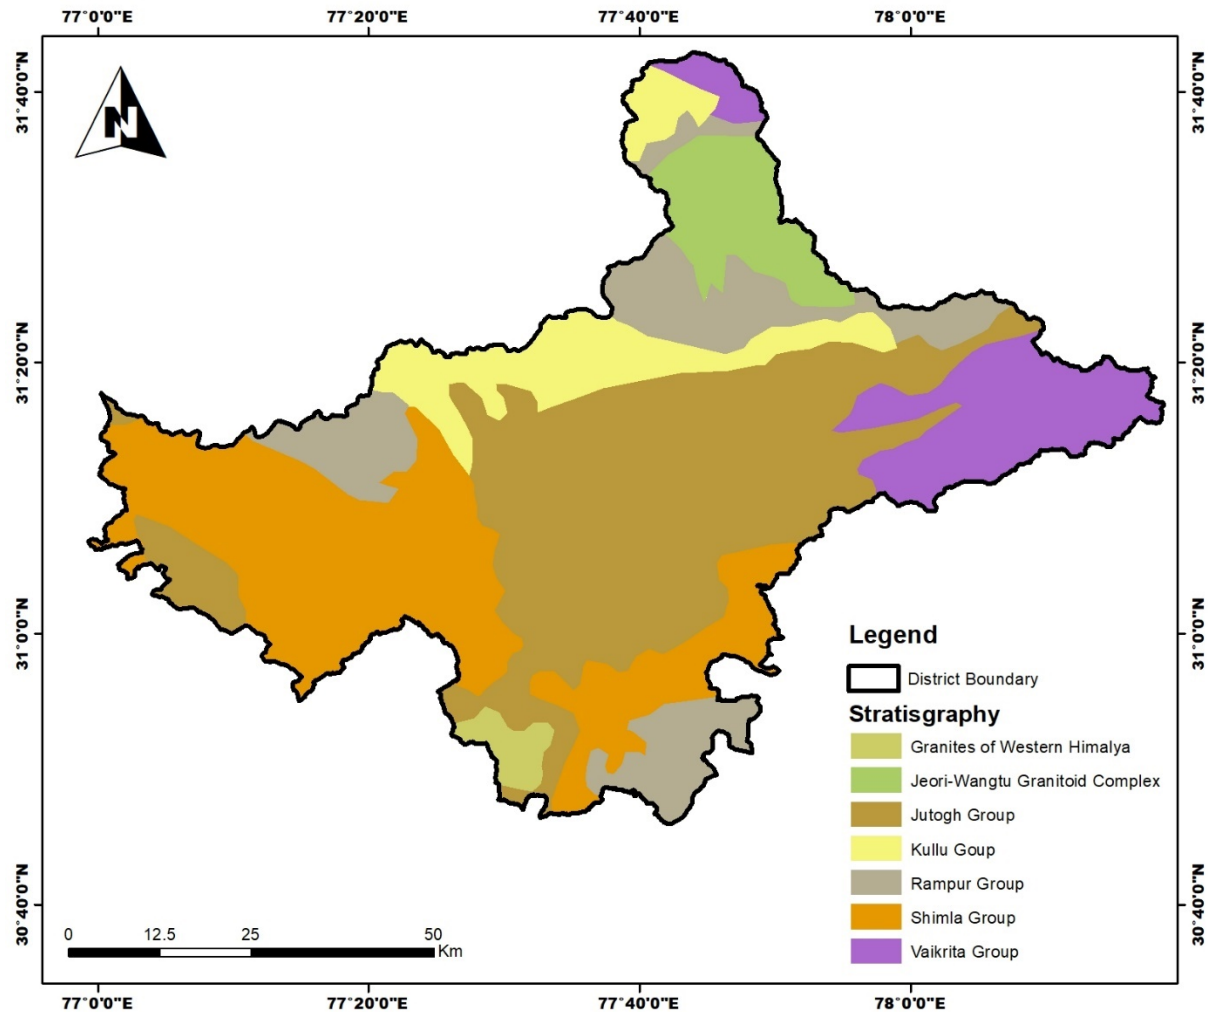 77°0'0"E 77°20'0"E 77°40'0"E 78°0'0"E
31°40'0"N 31°40'0"N
N
31°20'0"N 31°20'0"N
31°0'0"N 31°0'0"N
Legend
District Boundary
Stratisgraphy
Granites of Western Himalya
Jeori-Wangtu Granitoid Complex
Jutogh Group
Kullu Goup
Rampur Group
Shimla Group
Vaikrita Group
30°40'0"N 30°40'0"N
0 12.5 25 50
Km
77°0'0"E 77°20'0"E 77°40'0"E 78°0'0"E